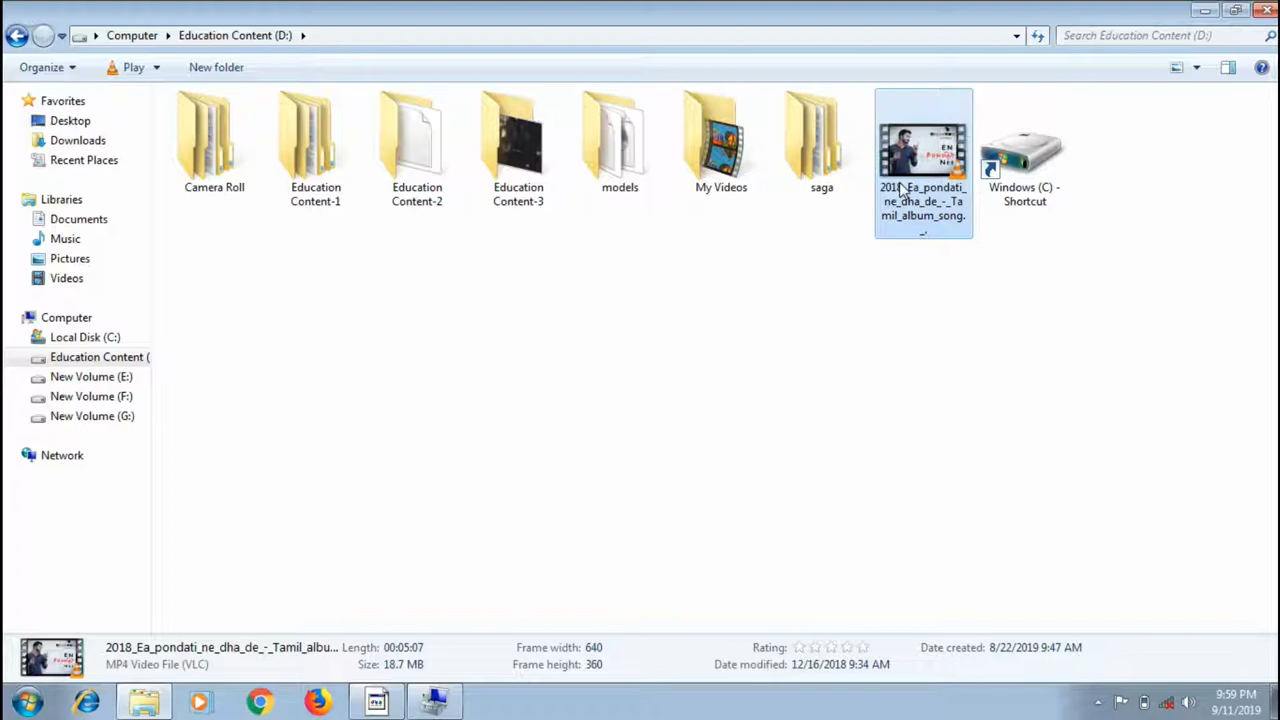 Computer
Education Content (D:)
Search Education Content (D:)
Organize
Play
New folder
Favorites
Desktop
Downloads
Recent Places
Libraries
Documents
Music
Pictures
Videos
Computer
Local Disk (C:)
Education Content (
New Volume (E:)
New Volume (F:)
New Volume (G:)
Network
Camera Roll
Education
Content-1
Education
Content-2
Education
Content-3
models
My Videos
saga
EN
2018_Ea_pondati_
ne_dha_de_-_Ta
mil_album_song.
_.
Windows (C) -
Shortcut
2018_Ea_pondati_ne_dha_de_-_Tamil_albu... Length: 00:05:07 Frame width: 640 Rating: Date created: 8/22/2019 9:47 AM
MP4 Video File (VLC) Size: 18.7 MB Frame height: 360 Date modified: 12/16/2018 9:34 AM
9:59 PM
9/11/2019